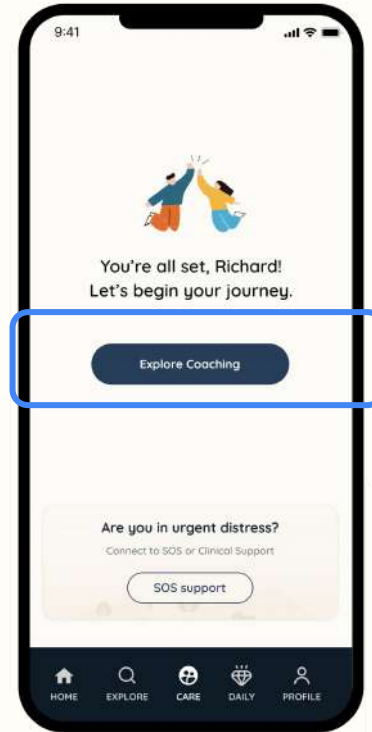 9:41
You're all set, Richard!
Let's begin your journey.
Explore Coaching
Are you in urgent distress?
Connect to SOS or Clinical Support
SOS support
HOME EXPLORE CARE DAILY PROFILE